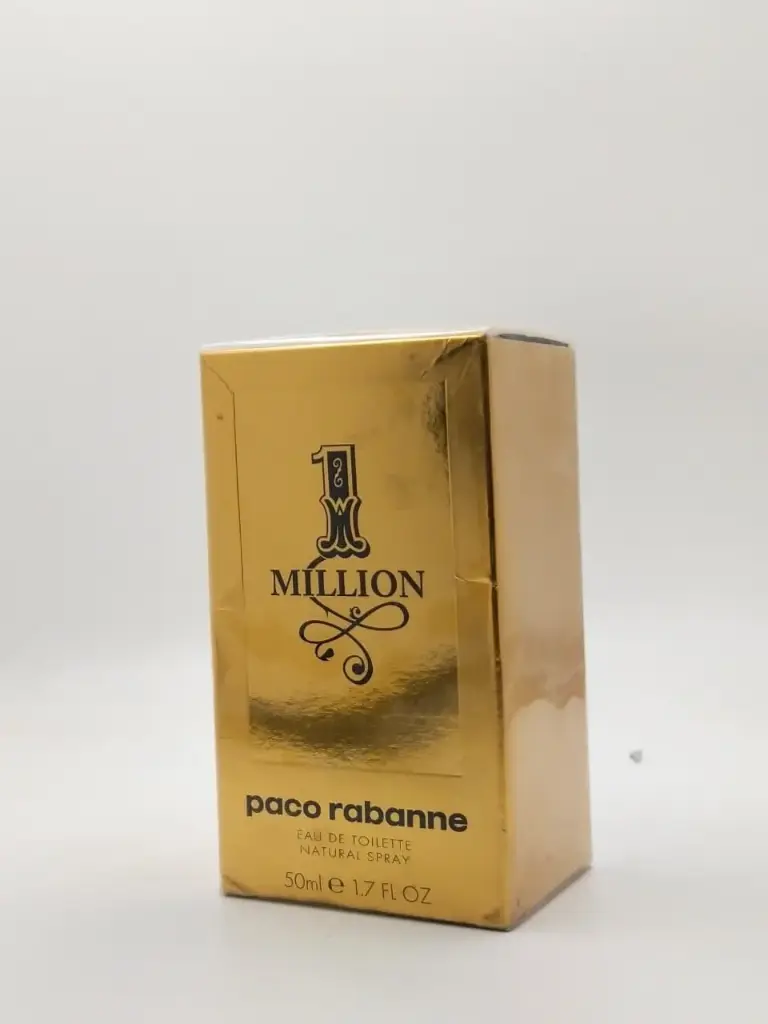 1
MILLION
paco rabanne
EAU DE TOILETTE
NATURAL SPRAY
50ml ℮ 1.7 FL OZ